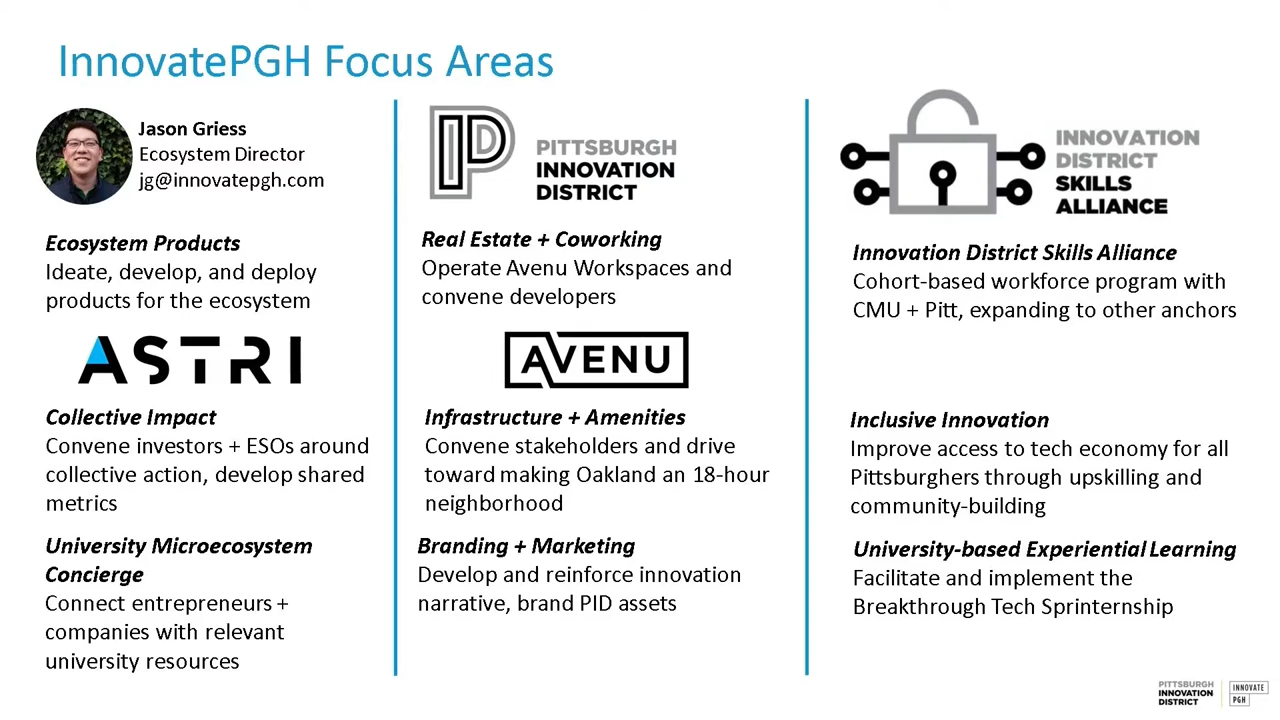 InnovatePGH Focus Areas
Jason Griess
Ecosystem Director
jg@innovatepgh.com
Ecosystem Products
Ideate, develop, and deploy
products for the ecosystem
ASTRI
Collective Impact
Convene investors + ESOs around
collective action, develop shared
metrics
University Microecosystem
Concierge
Connect entrepreneurs +
companies with relevant
university resources
PITTSBURGH
INNOVATION
DISTRICT
Real Estate + Coworking
Operate Avenu Workspaces and
convene developers
AVENU
Infrastructure + Amenities
Convene stakeholders and drive
toward making Oakland an 18-hour
neighborhood
Branding + Marketing
Develop and reinforce innovation
narrative, brand PID assets
INNOVATION
DISTRICT
SKILLS
ALLIANCE
Innovation District Skills Alliance
Cohort-based workforce program with
CMU + Pitt, expanding to other anchors
Inclusive Innovation
Improve access to tech economy for all
Pittsburghers through upskilling and
community-building
University-based Experiential Learning
Facilitate and implement the
Breakthrough Tech Sprinternship
PITTSBURGH
INNOVATION
DISTRICT
INNOVATE
PGH